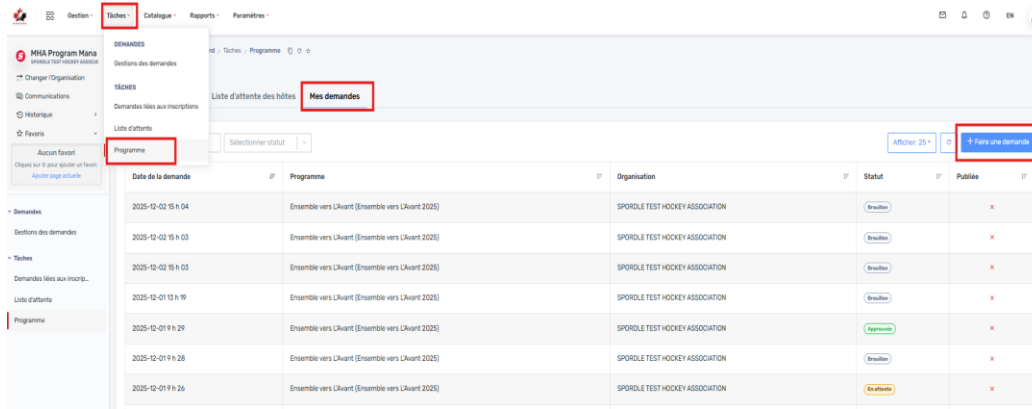 Gestion Tâches Catalogue Rapports Paramètres EN
MHA Program Mana
SPORDLE TEST HOCKEY ASSOCIA
Changer l'Organisation
Communications
Historique
Favoris
Aucun favori
Cliquez sur pour ajouter un favori.
Ajouter page actuelle
Demandes
Gestions des demandes
Tâches
Demandes liées aux inscrip...
Liste d'attente
Programme
DEMANDES
Gestions des demandes
TÂCHES
Demandes liées aux inscriptions
Liste d'attente
Programme
rd / Tâches / Programme
Liste d'attente des hôtes Mes demandes
Sélectionner statut Afficher: 25 + Faire une demande
Date de la demande Programme Organisation Statut Publiée
2025-12-02 15 h 04 Ensemble vers L'Avant (Ensemble vers L'Avant 2025) SPORDLE TEST HOCKEY ASSOCIATION Brouillon ×
2025-12-02 15 h 03 Ensemble vers L'Avant (Ensemble vers L'Avant 2025) SPORDLE TEST HOCKEY ASSOCIATION Brouillon ×
2025-12-02 15 h 03 Ensemble vers L'Avant (Ensemble vers L'Avant 2025) SPORDLE TEST HOCKEY ASSOCIATION Brouillon ×
2025-12-01 13 h 19 Ensemble vers L'Avant (Ensemble vers L'Avant 2025) SPORDLE TEST HOCKEY ASSOCIATION Brouillon ×
2025-12-01 9 h 29 Ensemble vers L'Avant (Ensemble vers L'Avant 2025) SPORDLE TEST HOCKEY ASSOCIATION Approuvée ×
2025-12-01 9 h 28 Ensemble vers L'Avant (Ensemble vers L'Avant 2025) SPORDLE TEST HOCKEY ASSOCIATION Brouillon ×
2025-12-01 9 h 26 Ensemble vers L'Avant (Ensemble vers L'Avant 2025) SPORDLE TEST HOCKEY ASSOCIATION En attente ×